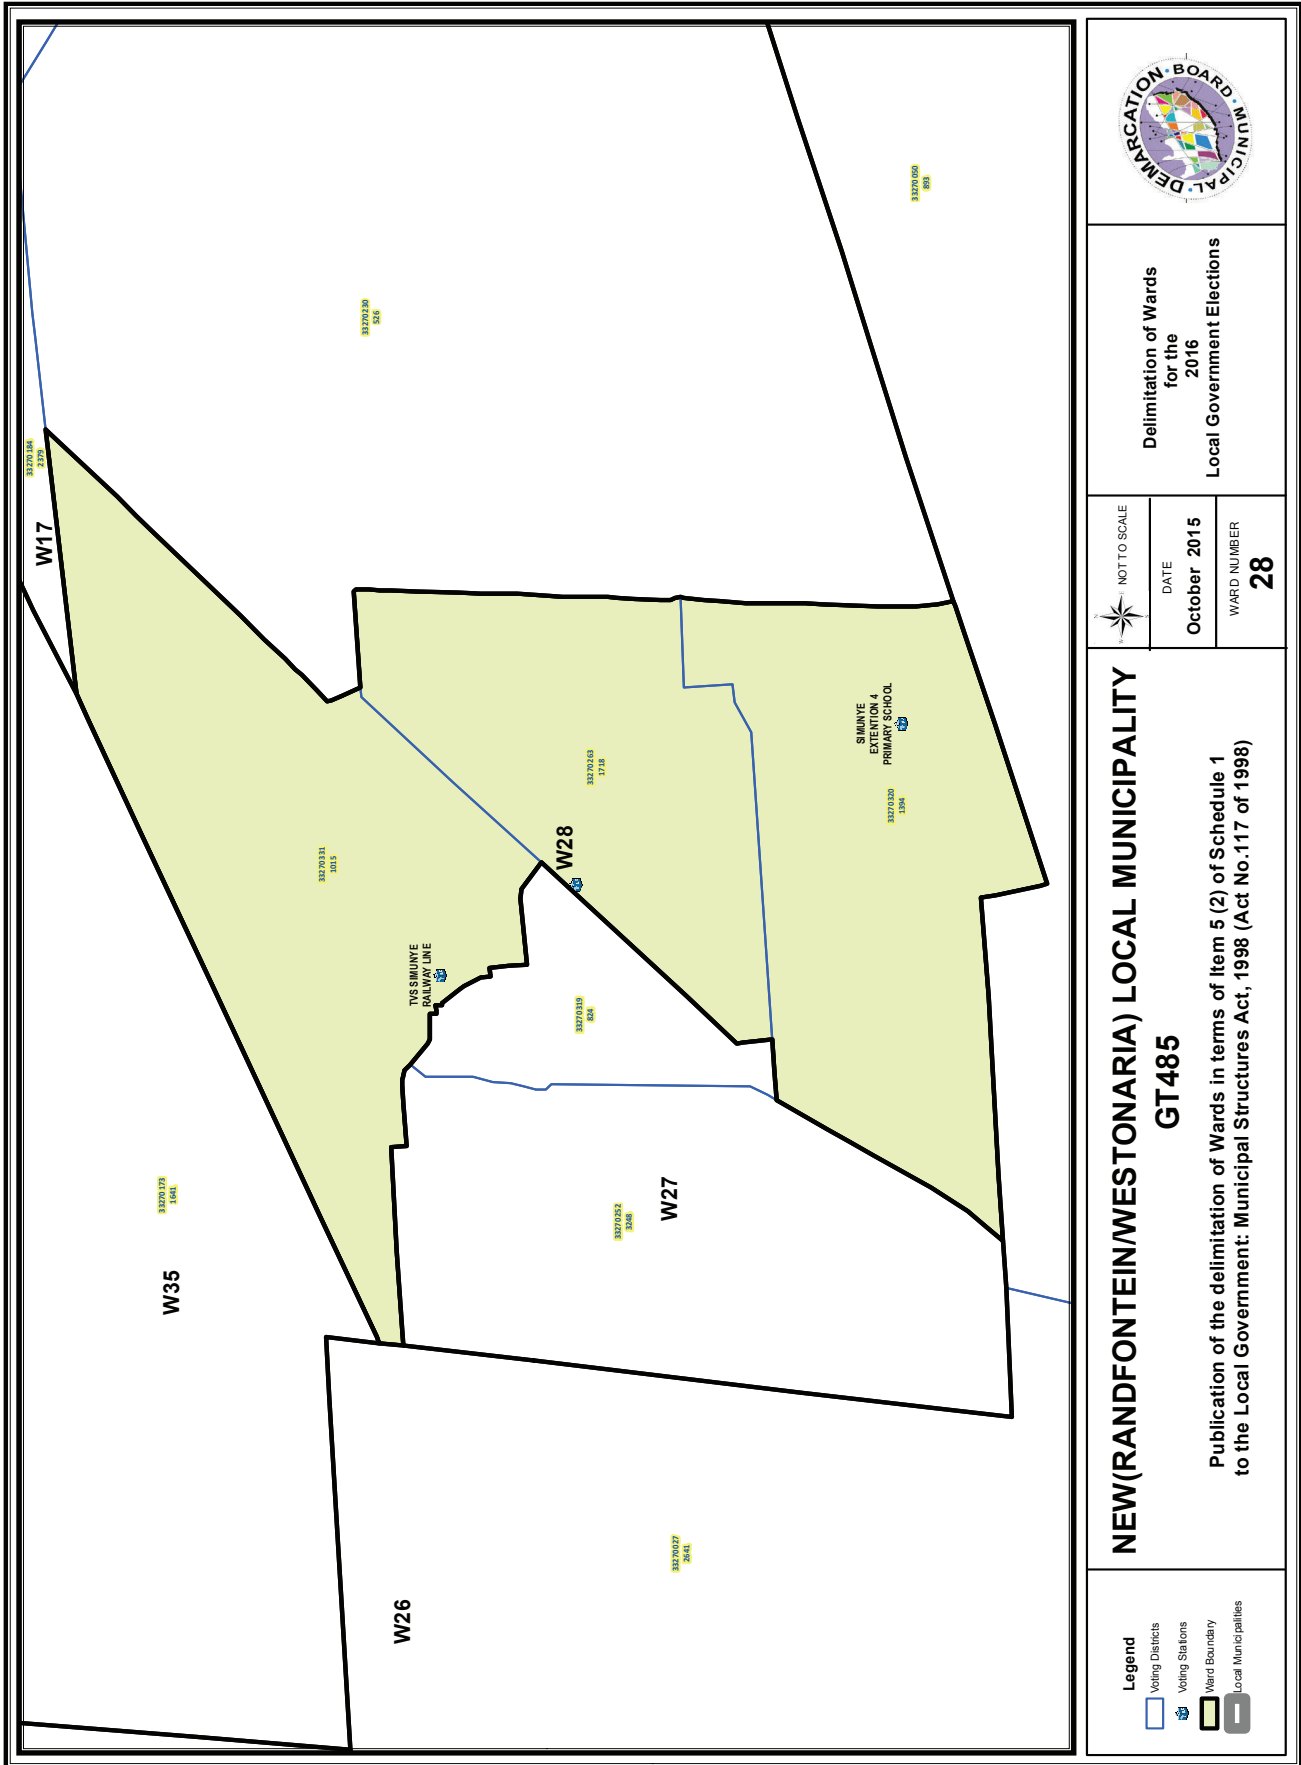 W17
33270184
2379
33270230
526
33270050
893
W35
33270173
1641
33270331
1015
TVS SIMUNYE
RAILWAY LINE
33270263
1718
W28
SIMUNYE
EXTENTION 4
PRIMARY SCHOOL
33270320
1394
33270319
824
33270252
3248
W27
W26
33270027
2641
Legend
Voting Districts
Voting Stations
Ward Boundary
Local Municipalities
NEW(RANDFONTEIN/WESTONARIA) LOCAL MUNICIPALITY
GT485
Publication of the delimitation of Wards in terms of Item 5 (2) of Schedule 1
to the Local Government: Municipal Structures Act, 1998 (Act No.117 of 1998)
N
W
E
S
NOT TO SCALE
DATE
October 2015
WARD NUMBER
28
Delimitation of Wards
for the
2016
Local Government Elections
MUNICIPAL • DEMARCATION • BOARD •